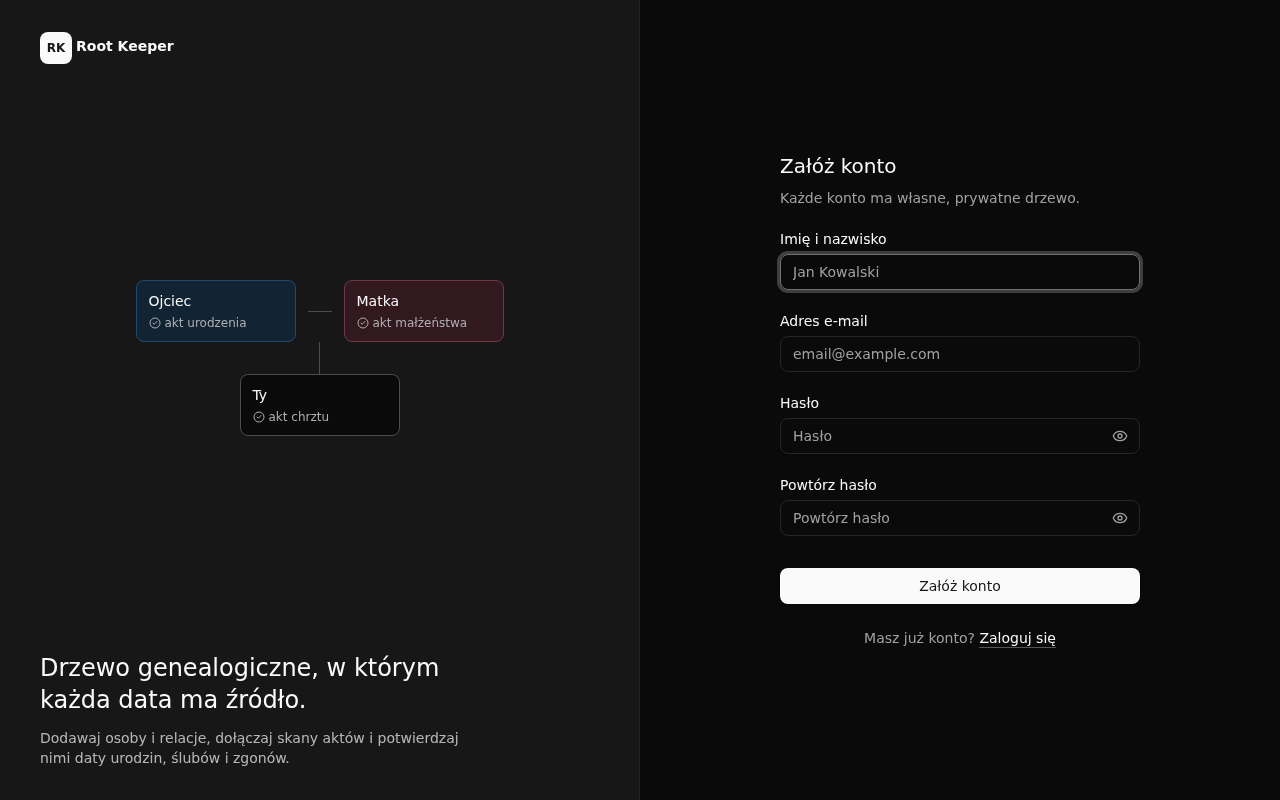 RK Root Keeper
Ojciec
akt urodzenia
Matka
akt małżeństwa
Ty
akt chrztu
Drzewo genealogiczne, w którym
każda data ma źródło.
Dodawaj osoby i relacje, dołączaj skany aktów i potwierdzaj
nimi daty urodzin, ślubów i zgonów.
Załóż konto
Każde konto ma własne, prywatne drzewo.
Imię i nazwisko
Jan Kowalski
Adres e-mail
email@example.com
Hasło
Hasło
Powtórz hasło
Powtórz hasło
Załóż konto
Masz już konto? Zaloguj się